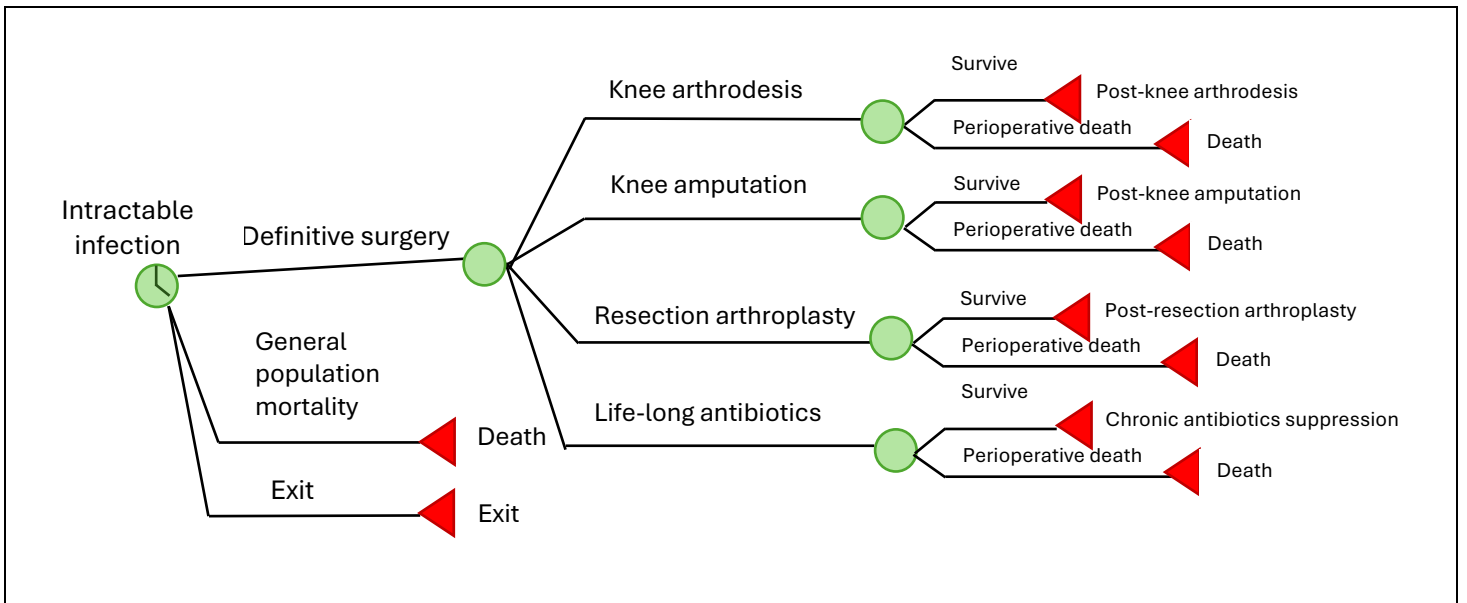 Survive
Knee arthrodesis
Post-knee arthrodesis
Perioperative death
Death
Survive
Knee amputation
Post-knee amputation
Intractable
infection
Definitive surgery
Perioperative death
Death
Survive
Resection arthroplasty
Post-resection arthroplasty
General
population
mortality
Perioperative death
Death
Survive
Life-long antibiotics
Chronic antibiotics suppression
Death
Perioperative death
Death
Exit
Exit